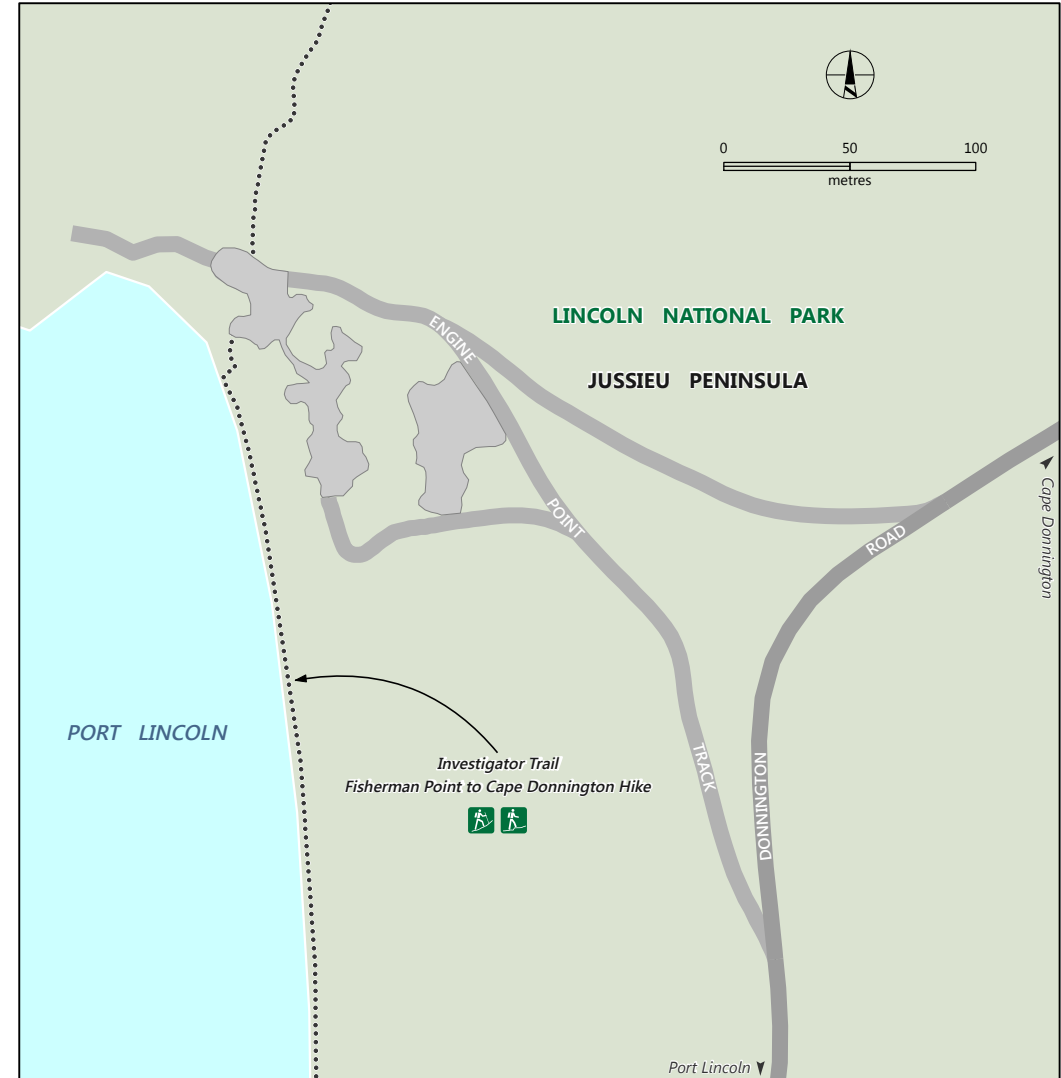 0 50 100
metres
LINCOLN NATIONAL PARK
JUSSIEU PENINSULA
ENGINE
POINT
TRACK
DONNINGTON
ROAD
Cape Donnington
PORT LINCOLN
Investigator Trail
Fisherman Point to Cape Donnington Hike
Port Lincoln